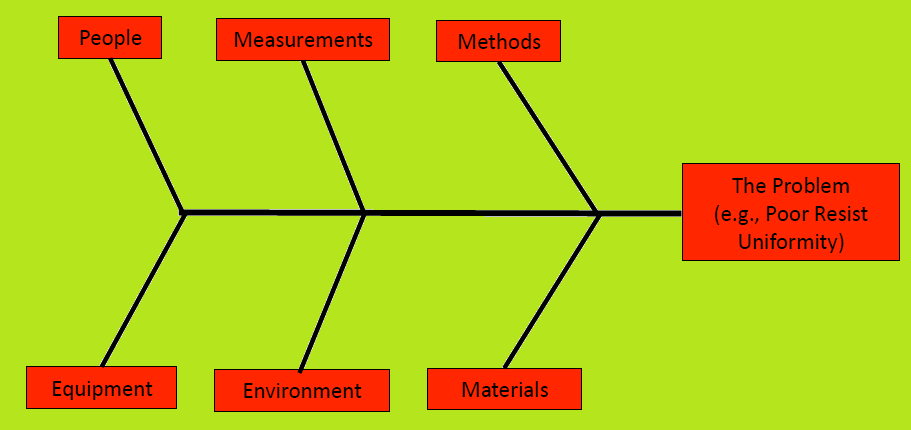 People
Measurements
Methods
The Problem
(e.g., Poor Resist
Uniformity)
Equipment
Environment
Materials